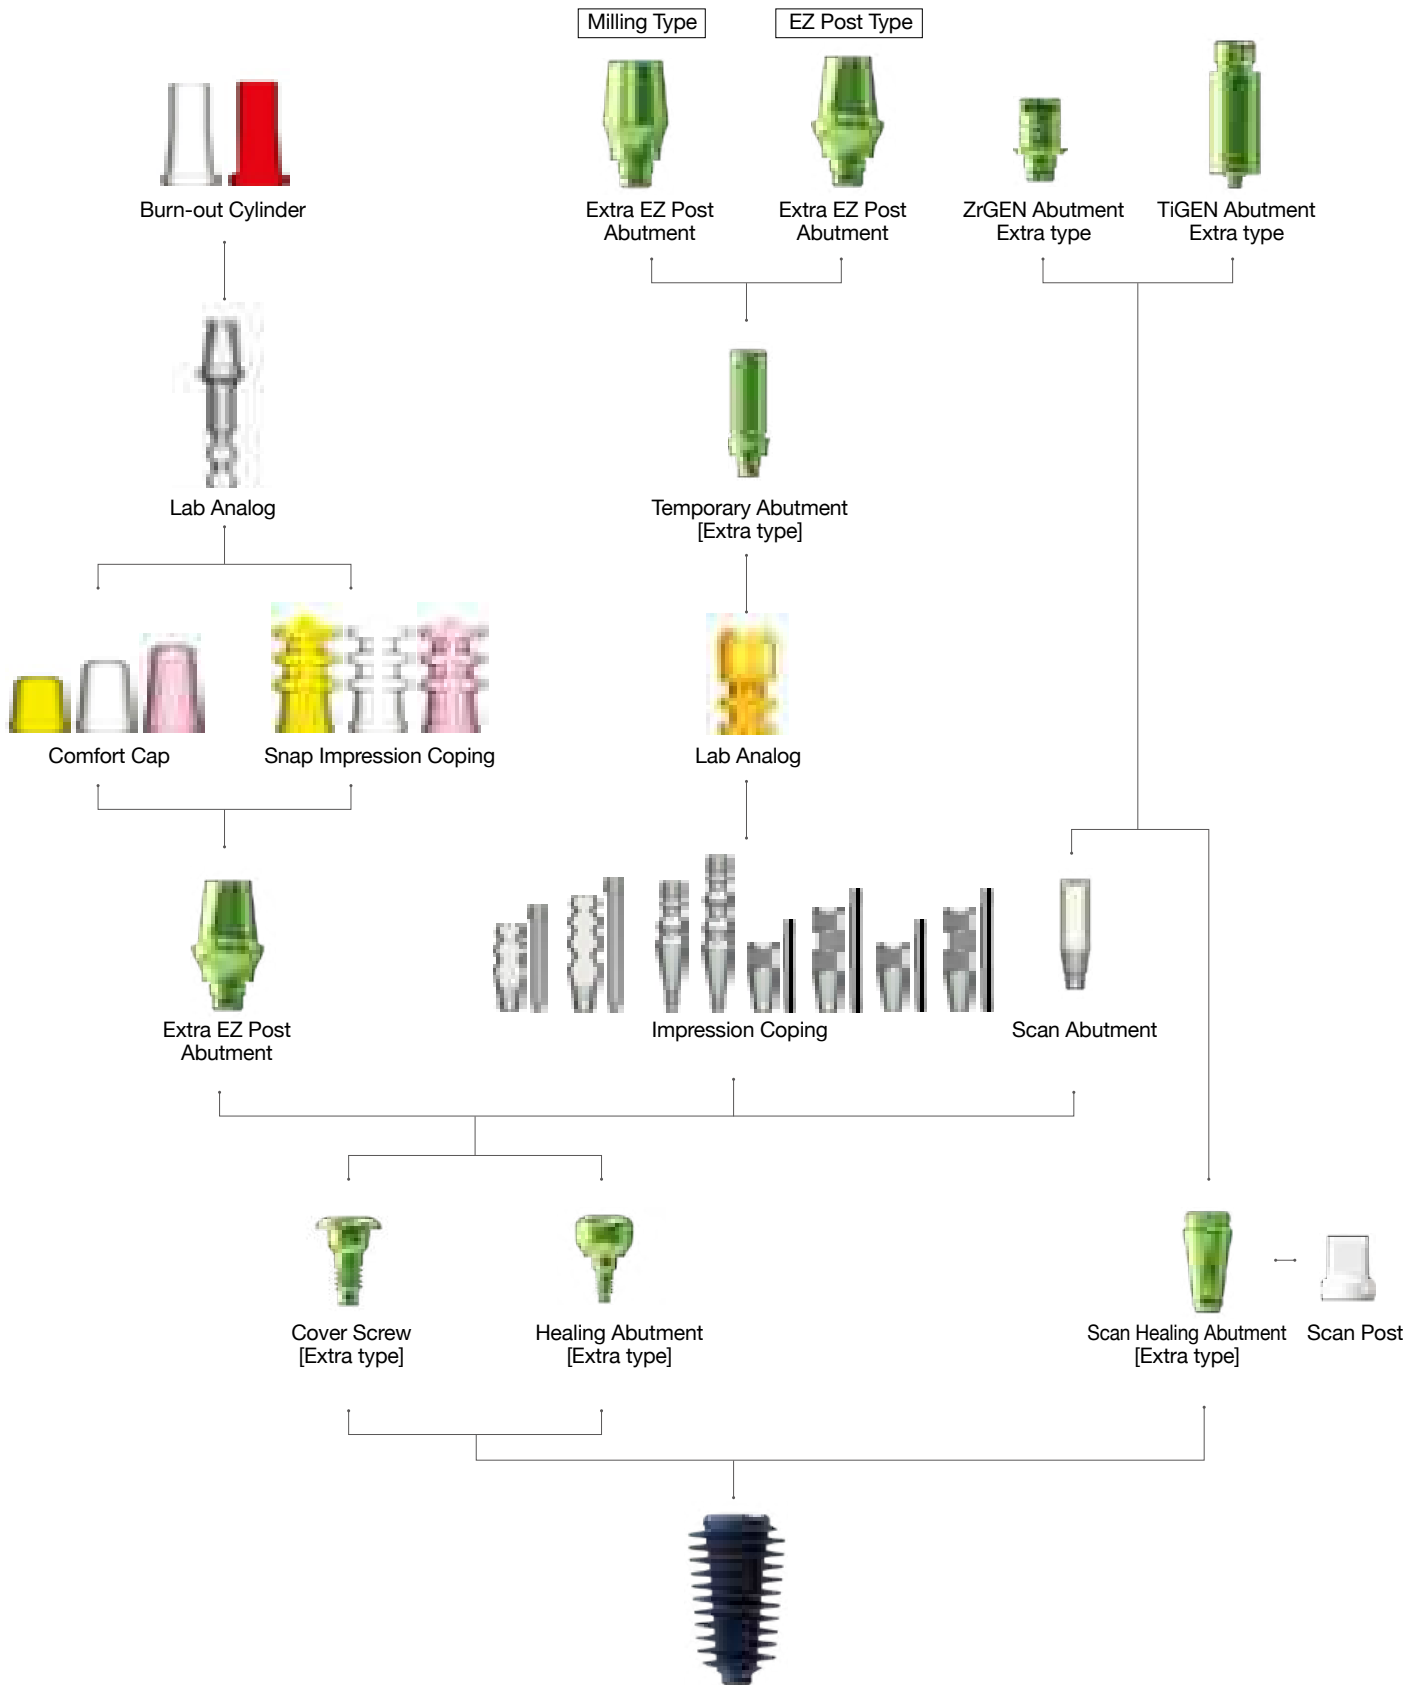 Milling Type
EZ Post Type
Burn-out Cylinder
Extra EZ Post
Abutment
Extra EZ Post
Abutment
ZrGEN Abutment
Extra type
TiGEN Abutment
Extra type
Lab Analog
Temporary Abutment
[Extra type]
Comfort Cap
Snap Impression Coping
Lab Analog
Extra EZ Post
Abutment
Impression Coping
Scan Abutment
Cover Screw
[Extra type]
Healing Abutment
[Extra type]
Scan Healing Abutment
[Extra type]
Scan Post